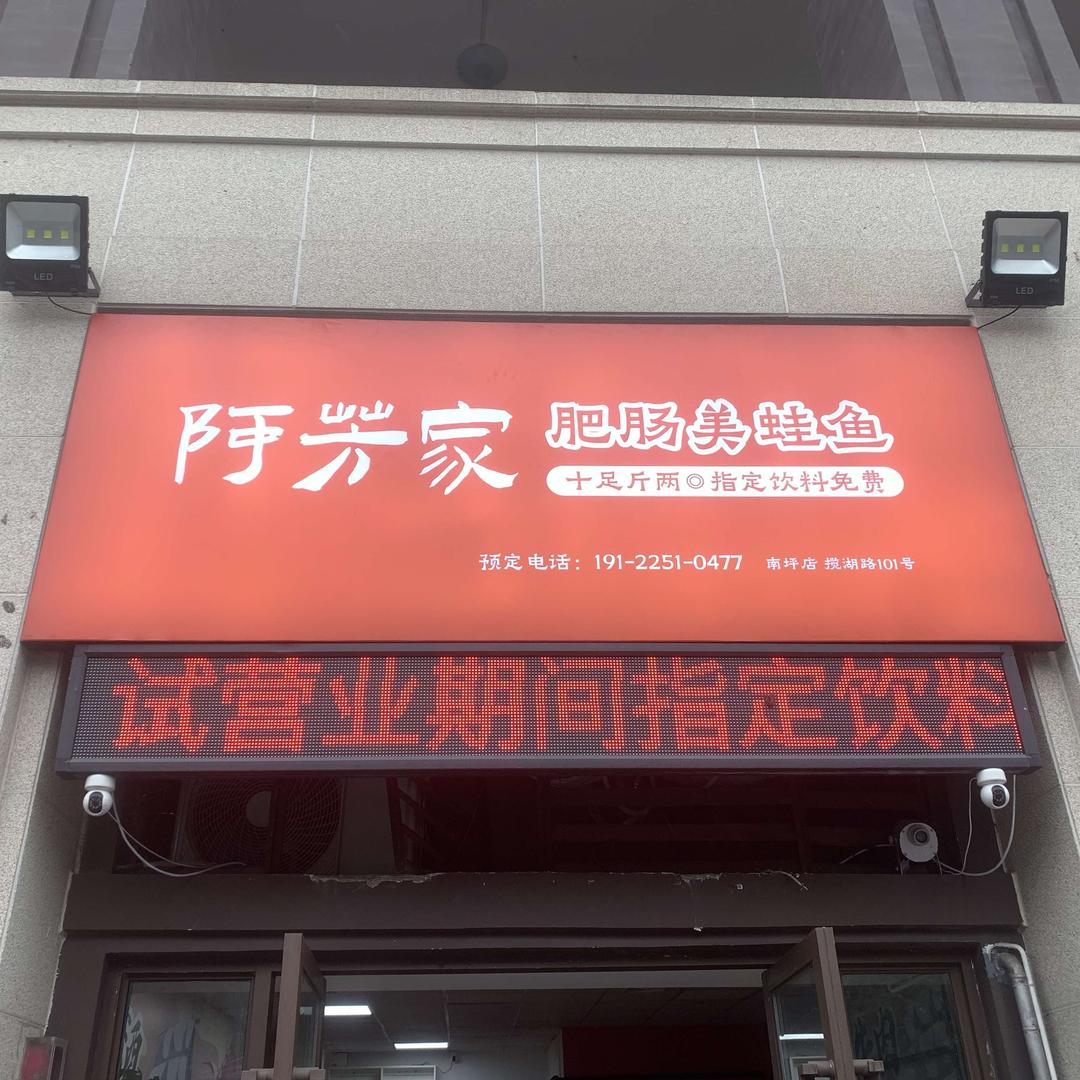 LED
LED
阿芳家
肥肠美蛙鱼
十足斤两◎指定饮料免费
预定电话：191-2251-0477 南坪店 揽湖路101号
试营业期间指定饮料